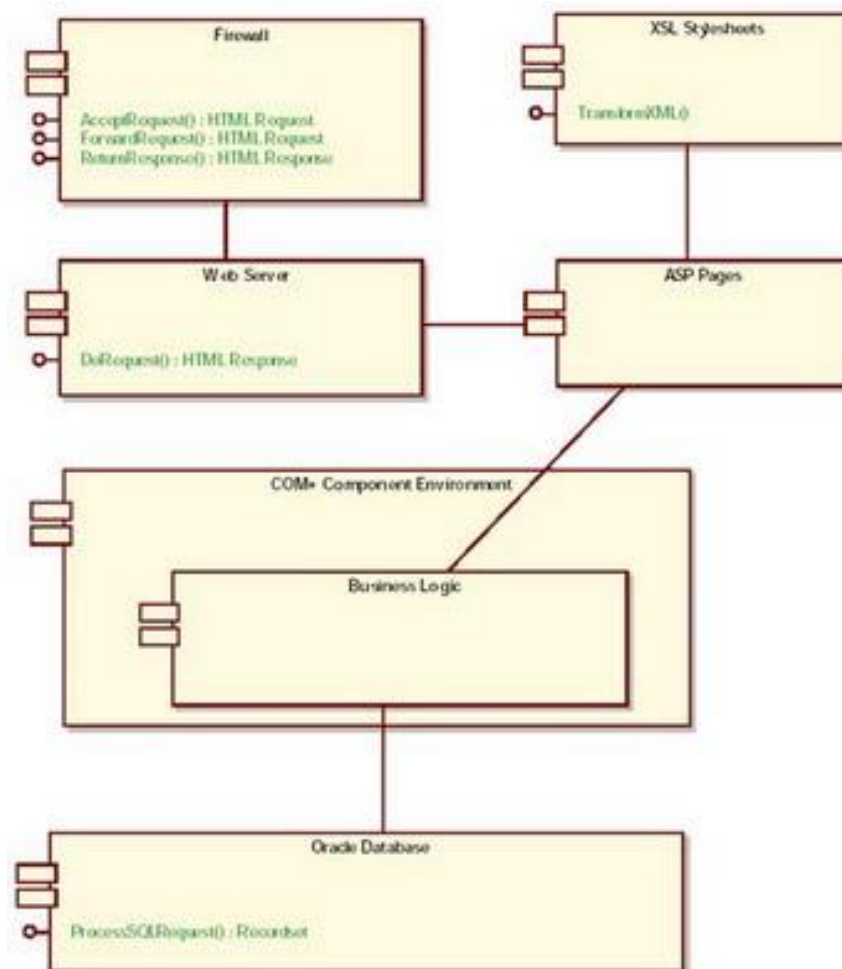 Firewall
AcceptRequest() : HTML Request
ForwardRequest() : HTML Request
ReturnResponse() : HTML Response
XSL Stylesheets
TransformXML()
Web Server
DoRequest() : HTML Response
ASP Pages
COM+ Component Environment
Business Logic
Oracle Database
ProcessSQLRequest() : Recordset